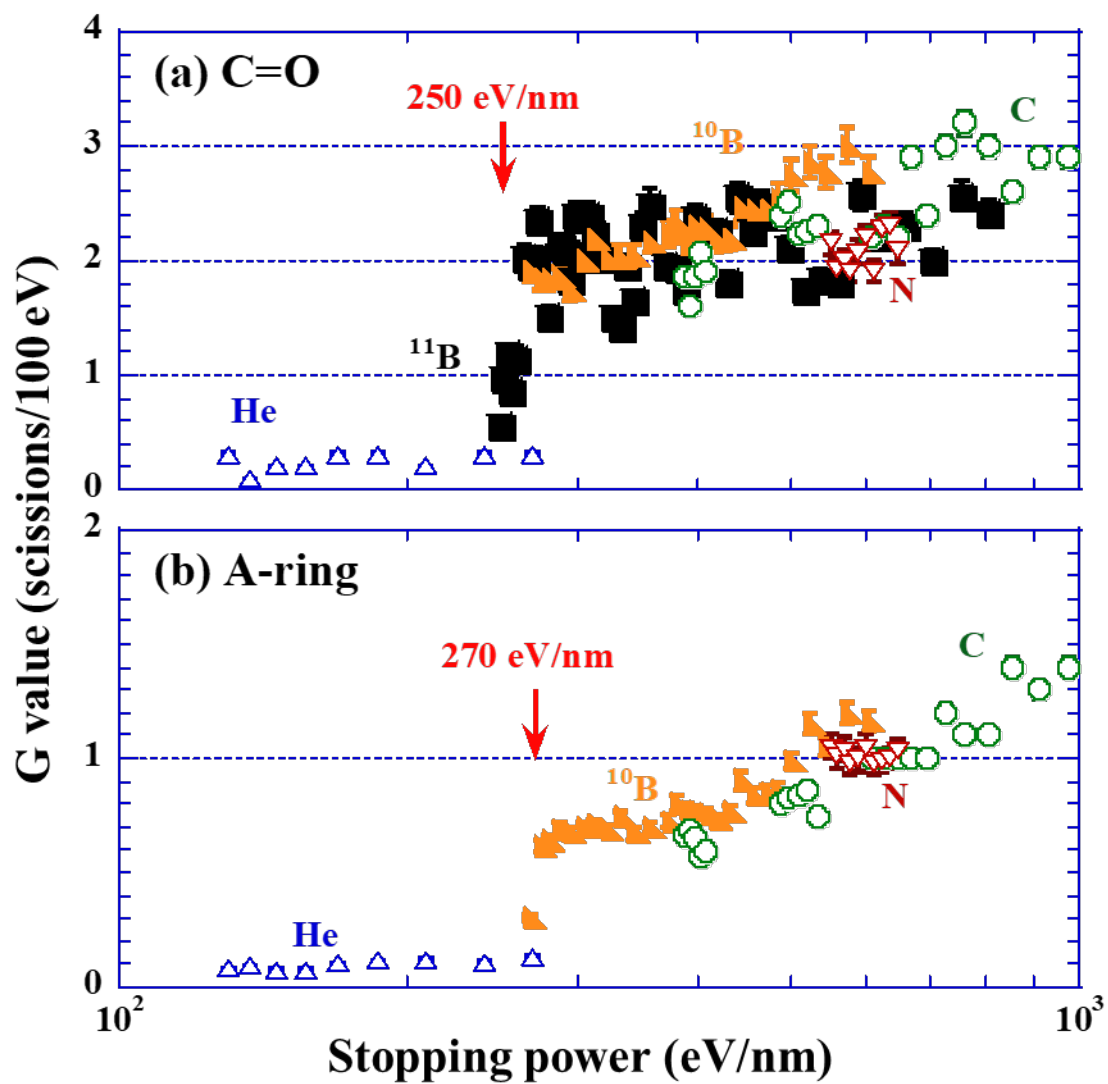 4
(a) C=O
250 eV/nm
¹⁰B
C
3
2
¹¹B
N
1
He
0
G value (scissions/100 eV)
2
(b) A-ring
270 eV/nm
C
1
¹⁰B
N
He
0
10² 10³
Stopping power (eV/nm)